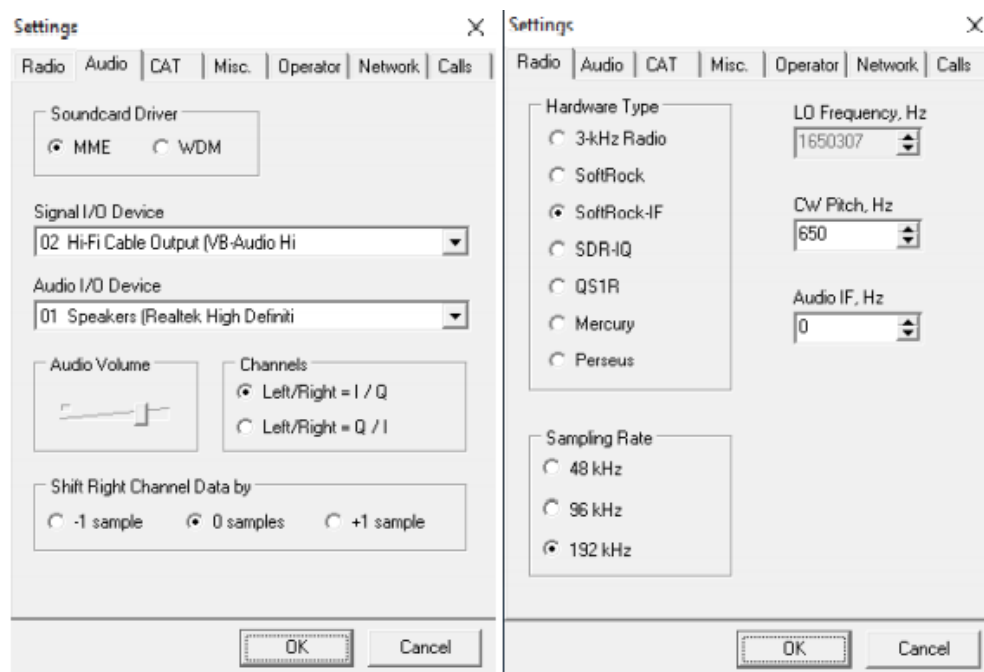 Settings
Radio Audio CAT Misc. Operator Network Calls
Soundcard Driver
MME WDM
Signal I/O Device
02 Hi-Fi Cable Output (VB-Audio Hi
Audio I/O Device
01 Speakers (Realtek High Definiti
Audio Volume
Channels
Left/Right = I / Q
Left/Right = Q / I
Shift Right Channel Data by
-1 sample 0 samples +1 sample
OK Cancel
Settings
Radio Audio CAT Misc. Operator Network Calls
Hardware Type
3-kHz Radio
SoftRock
SoftRock-IF
SDR-IQ
QS1R
Mercury
Perseus
LO Frequency, Hz
1650307
CW Pitch, Hz
650
Audio IF, Hz
0
Sampling Rate
48 kHz
96 kHz
192 kHz
OK Cancel